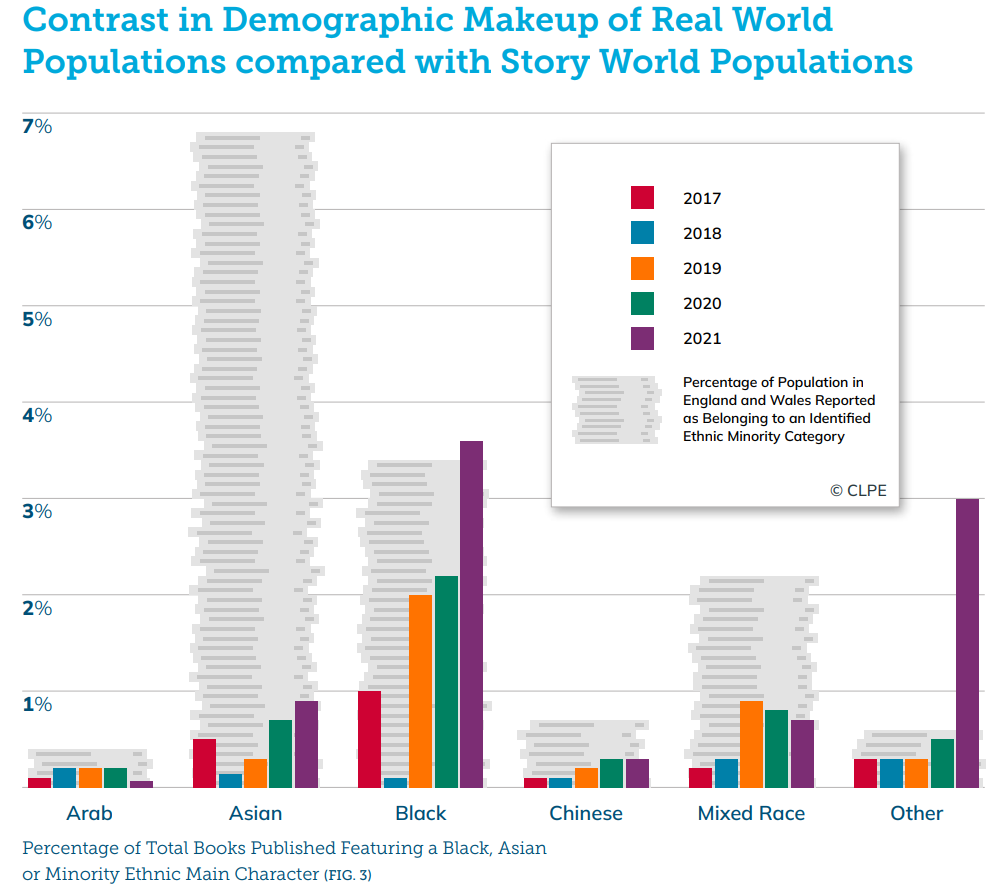 Contrast in Demographic Makeup of Real World
Populations compared with Story World Populations
7%
6%
5%
4%
3%
2%
1%
2017
2018
2019
2020
2021
Percentage of Population in
England and Wales Reported
as Belonging to an Identified
Ethnic Minority Category
© CLPE
Arab
Asian
Black
Chinese
Mixed Race
Other
Percentage of Total Books Published Featuring a Black, Asian
or Minority Ethnic Main Character (FIG. 3)